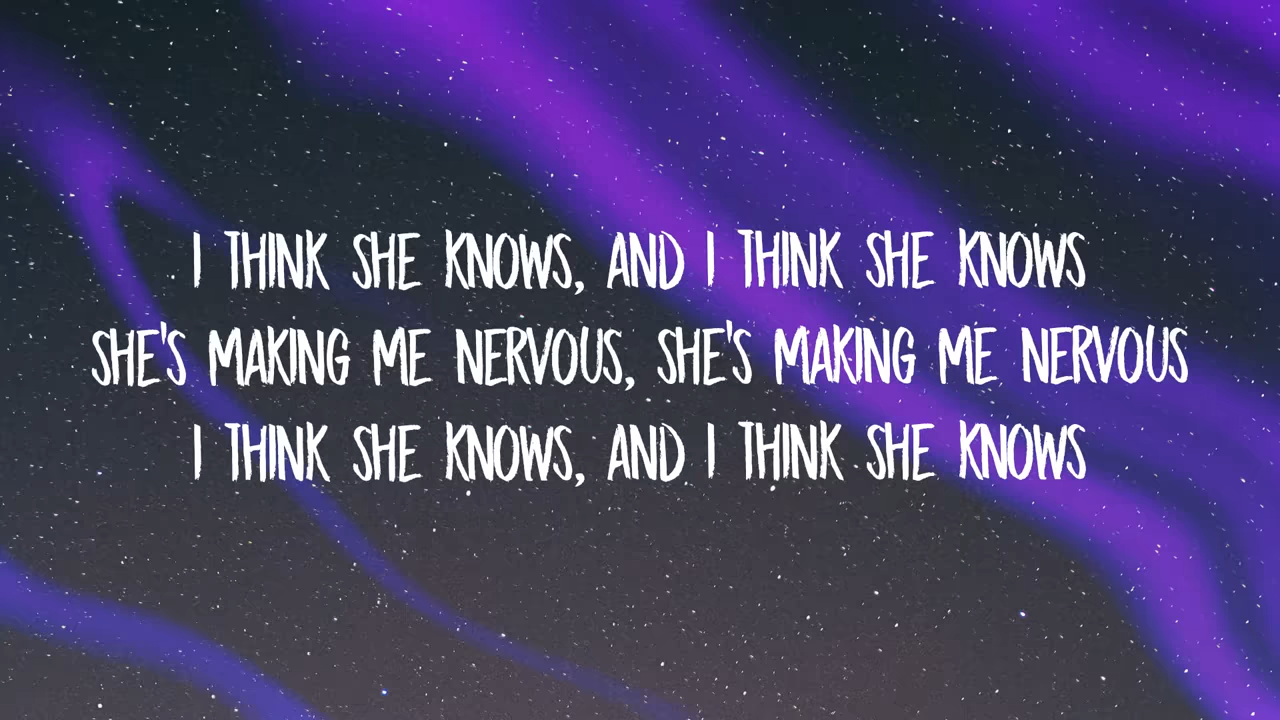 I THINK SHE KNOWS, AND I THINK SHE KNOWS
SHE'S MAKING ME NERVOUS, SHE'S MAKING ME NERVOUS
I THINK SHE KNOWS, AND I THINK SHE KNOWS